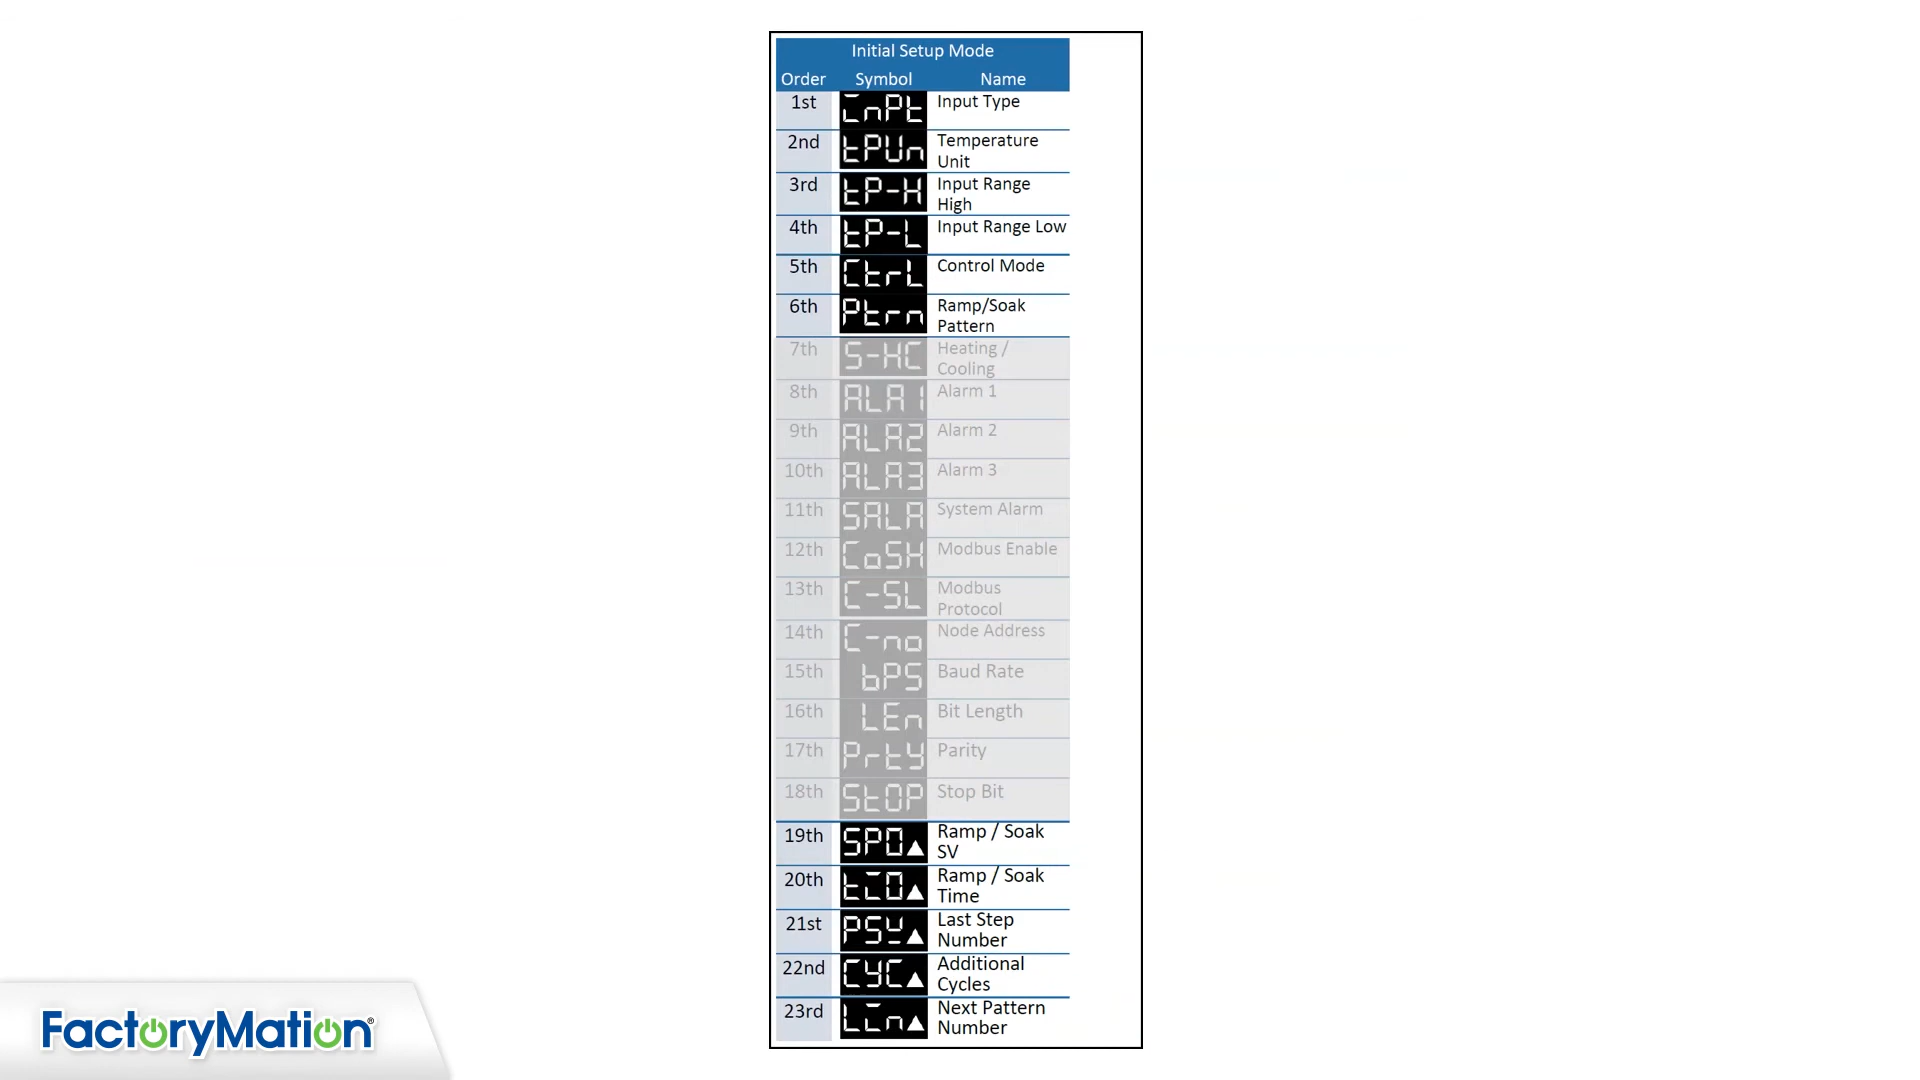 Initial Setup Mode
Order Symbol Name
1st InPt Input Type
2nd tPUn Temperature
Unit
3rd tP-H Input Range
High
4th tP-L Input Range Low
5th CtrL Control Mode
6th Ptrn Ramp/Soak
Pattern
7th S-HC Heating /
Cooling
8th ALA1 Alarm 1
9th ALA2 Alarm 2
10th ALA3 Alarm 3
11th SALA System Alarm
12th CoSH Modbus Enable
13th C-SL Modbus
Protocol
14th C-no Node Address
15th bPS Baud Rate
16th LEn Bit Length
17th PrtY Parity
18th StOP Stop Bit
19th SP0▲ Ramp / Soak
SV
20th ti0▲ Ramp / Soak
Time
21st PSY▲ Last Step
Number
22nd CYC▲ Additional
Cycles
23rd Lin▲ Next Pattern
Number
FactoryMation®